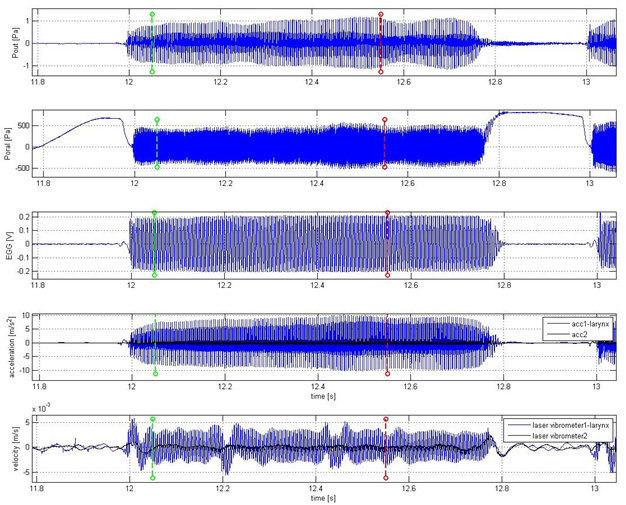 Pout [Pa]
1
0
-1
11.8 12 12.2 12.4 12.6 12.8 13
Poral [Pa]
500
0
-500
11.8 12 12.2 12.4 12.6 12.8 13
EGG [V]
0.2
0.1
0
-0.1
-0.2
11.8 12 12.2 12.4 12.6 12.8 13
acceleration [m/s2]
10
5
0
-5
-10
acc1-larynx
acc2
11.8 12 12.2 12.4 12.6 12.8 13
time [s]
x 10-3
velocity [m/s]
5
0
-5
laser vibrometer1-larynx
laser vibrometer2
11.8 12 12.2 12.4 12.6 12.8 13
time [s]